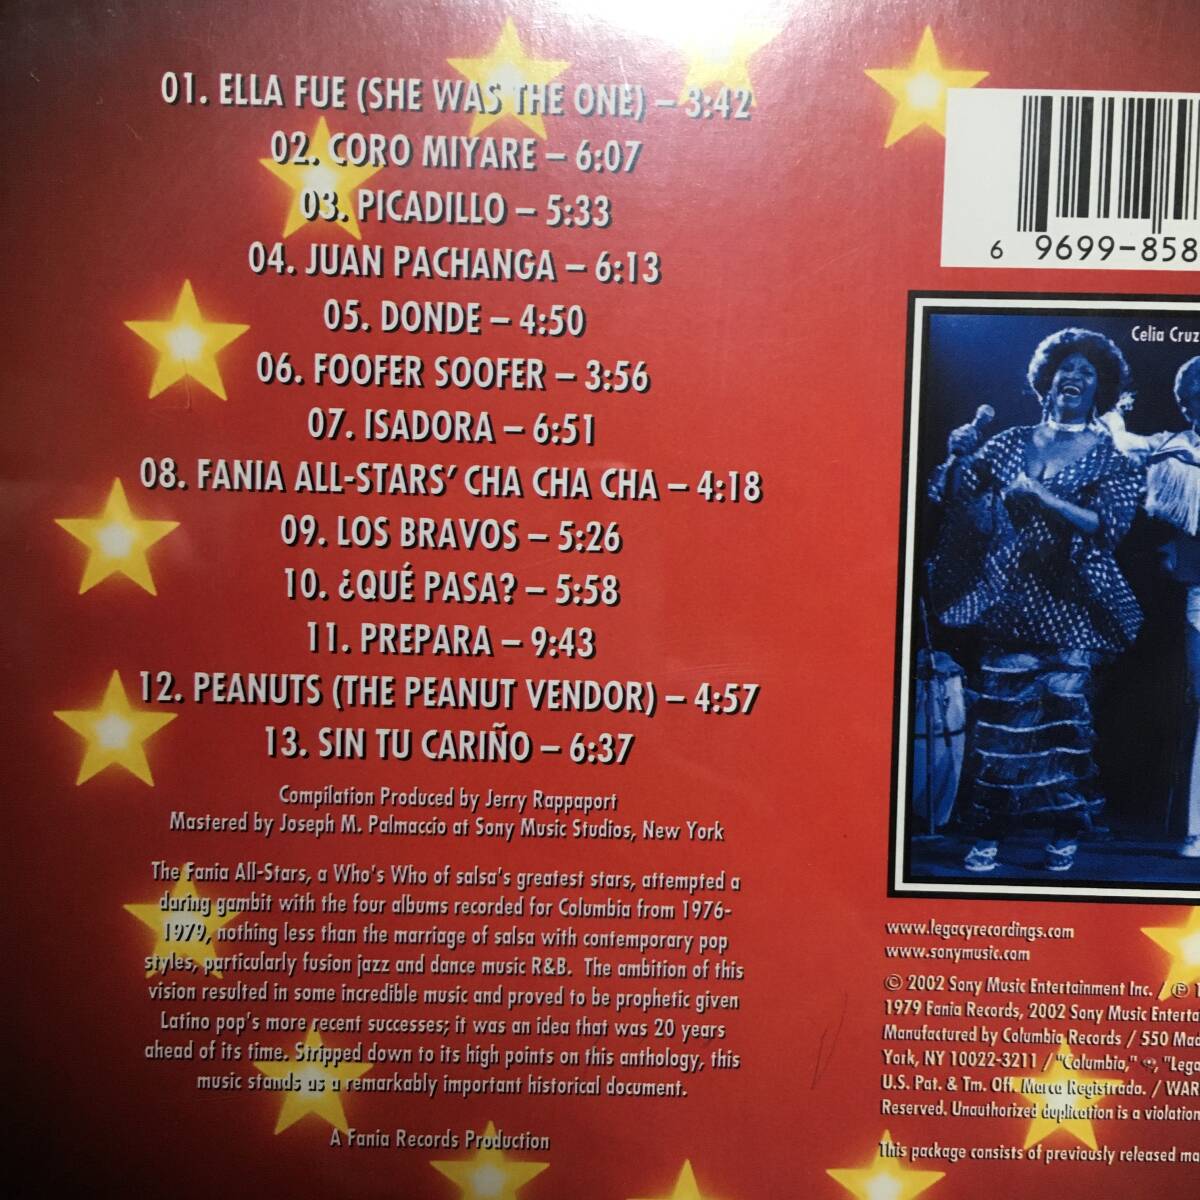 01. ELLA FUE (SHE WAS THE ONE) – 3:42
02. CORO MIYARE – 6:07
03. PICADILLO – 5:33
04. JUAN PACHANGA – 6:13
05. DONDE – 4:50
06. FOOFER SOOFER – 3:56
07. ISADORA – 6:51
08. FANIA ALL-STARS' CHA CHA CHA – 4:18
09. LOS BRAVOS – 5:26
10. ¿QUÉ PASA? – 5:58
11. PREPARA – 9:43
12. PEANUTS (THE PEANUT VENDOR) – 4:57
13. SIN TU CARIÑO – 6:37
Compilation Produced by Jerry Rappaport
Mastered by Joseph M. Palmaccio at Sony Music Studios, New York
The Fania All-Stars, a Who's Who of salsa's greatest stars, attempted a
daring gambit with the four albums recorded for Columbia from 1976-
1979, nothing less than the marriage of salsa with contemporary pop
styles, particularly fusion jazz and dance music R&B. The ambition of this
vision resulted in some incredible music and proved to be prophetic given
Latino pop's more recent successes; it was an idea that was 20 years
ahead of its time. Stripped down to its high points on this anthology, this
music stands as a remarkably important historical document.
A Fania Records Production
6 9699-858
Celia Cruz
www.legacyrecordings.com
www.sonymusic.com
© 2002 Sony Music Entertainment Inc. / ℗
1979 Fania Records, 2002 Sony Music
Manufactured by Columbia Records / 550
York, NY 10022-3211 / "Columbia,"
U.S. Pat. & Tm. Off. Marca Registrada. /
Reserved. Unauthorized duplication is a
This package consists of previously released